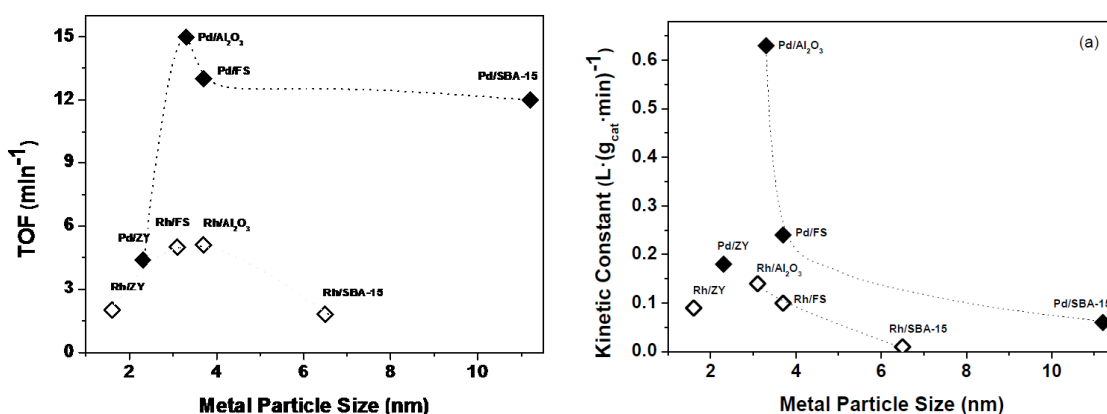 15
12
9
6
3
0
TOF (min⁻¹)
Pd/Al₂O₃
Pd/FS
Pd/SBA-15
Pd/ZY
Rh/FS
Rh/Al₂O₃
Rh/ZY
Rh/SBA-15
2 4 6 8 10
Metal Particle Size (nm)
(a)
0.6
0.5
0.4
0.3
0.2
0.1
0.0
Kinetic Constant (L·(g_cat·min)⁻¹
Pd/Al₂O₃
Pd/FS
Pd/ZY
Rh/Al₂O₃
Rh/ZY
Rh/FS
Pd/SBA-15
Rh/SBA-15
2 4 6 8 10
Metal Particle Size (nm)